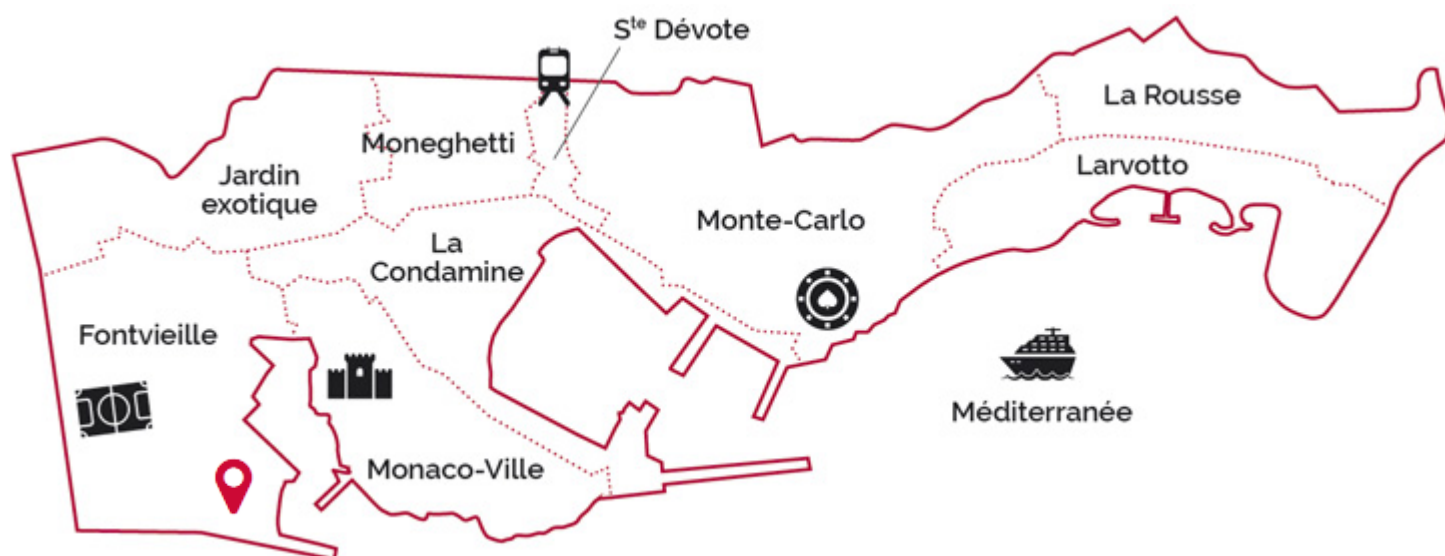 Sᵗᵉ Dévote
La Rousse
Moneghetti
Larvotto
Jardin
exotique
Monte-Carlo
La
Condamine
Fontvieille
Méditerranée
Monaco-Ville